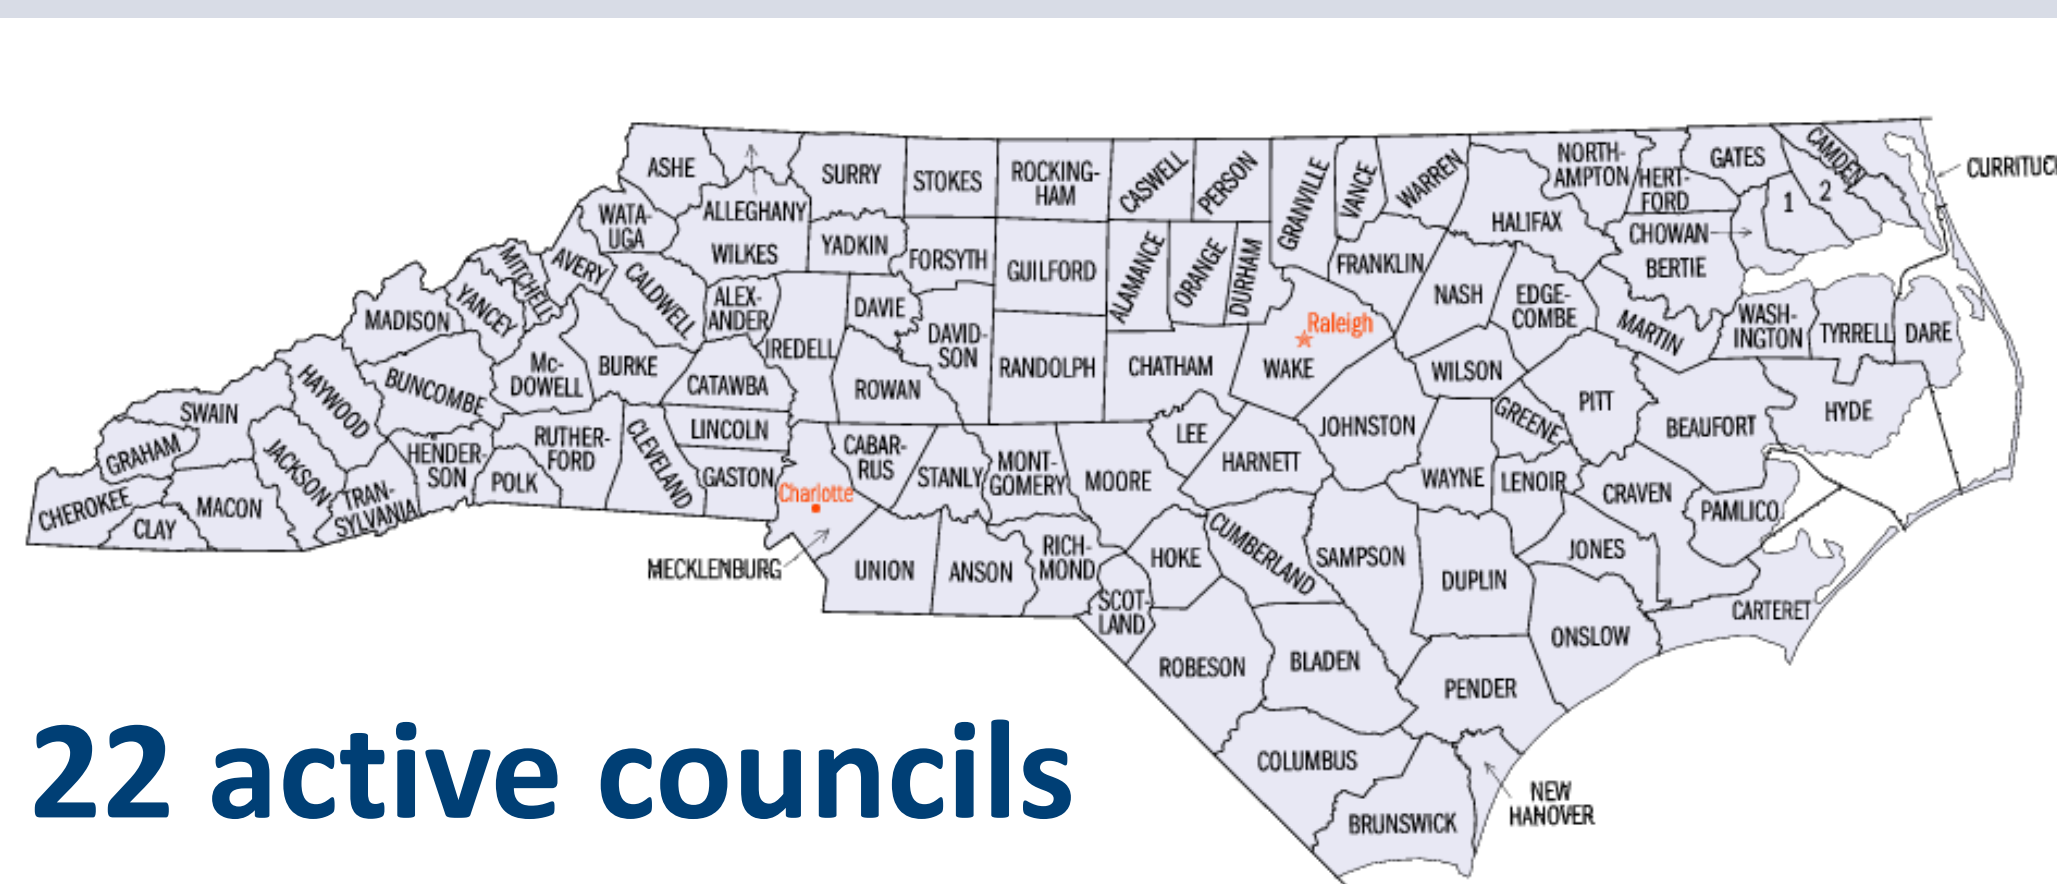 ASHE
SURRY
STOKES
ROCKING-
HAM
CASWELL
PERSON
GRANVILLE
VANCE
WARREN
NORTH-
AMPTON
HERT-
FORD
GATES
CAMDEN
CURRITUC
1
2
ALLEGHANY
WATA-
UGA
WILKES
YADKIN
FORSYTH
GUILFORD
ALAMANCE
ORANGE
DURHAM
FRANKLIN
HALIFAX
CHOWAN
BERTIE
MITCHELL
AVERY
CALDWELL
ALEX-
ANDER
DAVIE
DAVID-
SON
NASH
EDGE-
COMBE
MARTIN
WASH-
INGTON
TYRRELL
DARE
MADISON
YANCEY
IREDELL
RANDOLPH
CHATHAM
Raleigh
WAKE
WILSON
PITT
BEAUFORT
HYDE
HAYWOOD
BUNCOMBE
Mc-
DOWELL
BURKE
CATAWBA
ROWAN
SWAIN
GRAHAM
JACKSON
HENDER-
SON
RUTHER-
FORD
POLK
CLEVELAND
LINCOLN
GASTON
CABAR-
RUS
STANLY
MONT-
GOMERY
MOORE
LEE
HARNETT
JOHNSTON
GREENE
WAYNE
LENOIR
CRAVEN
PAMLICO
CHEROKEE
CLAY
MACON
TRAN-
SYLVANIA
Charlotte
MECKLENBURG
UNION
ANSON
RICH-
MOND
HOKE
CUMBERLAND
SAMPSON
DUPLIN
JONES
CARTERET
SCOT-
LAND
ROBESON
BLADEN
ONSLOW
PENDER
COLUMBUS
BRUNSWICK
NEW
HANOVER
22 active councils